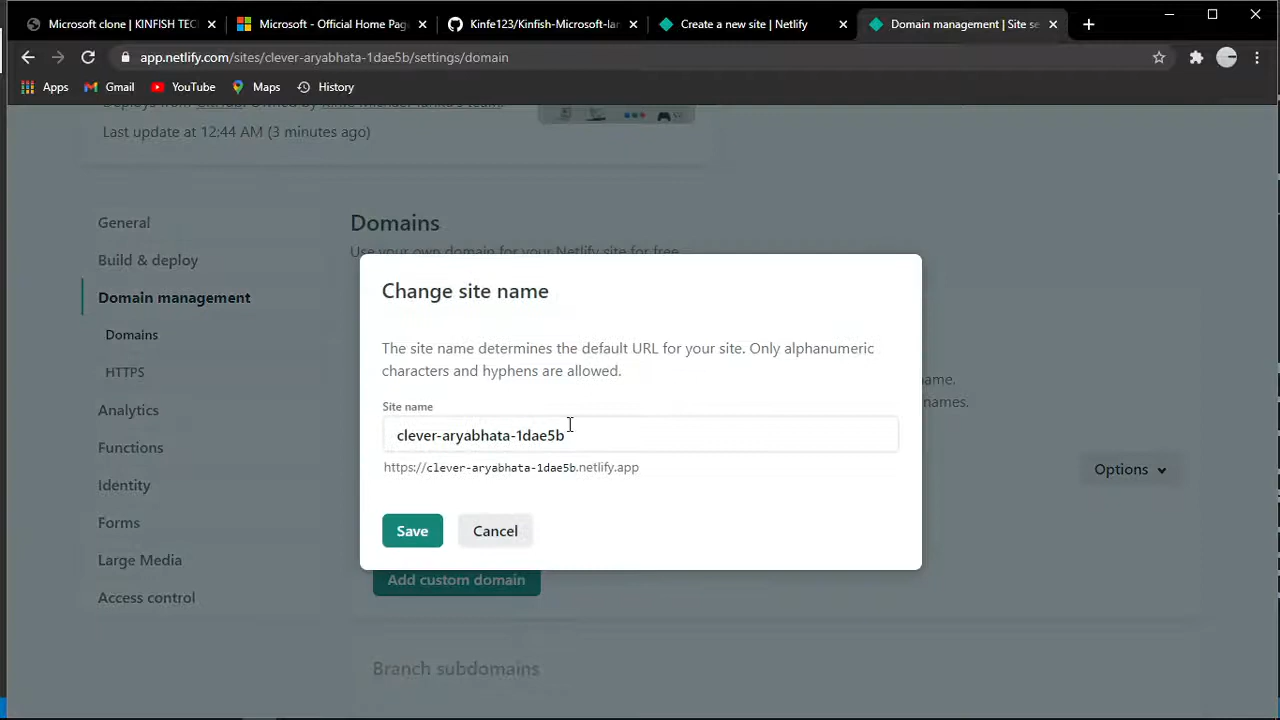 Microsoft clone | KINFISH TEC
Microsoft - Official Home Page
Kinfe123/Kinfish-Microsoft-lan
Create a new site | Netlify
Domain management | Site se
app.netlify.com/sites/clever-aryabhata-1dae5b/settings/domain
Apps
Gmail
YouTube
Maps
History
Last update at 12:44 AM (3 minutes ago)
General
Build & deploy
Domain management
Domains
HTTPS
Analytics
Functions
Identity
Forms
Large Media
Access control
Domains
Use your own domain for your Netlify site for free.
Change site name
The site name determines the default URL for your site. Only alphanumeric
characters and hyphens are allowed.
Site name
clever-aryabhata-1dae5b
https://clever-aryabhata-1dae5b.netlify.app
Save
Cancel
name.
names.
Options
Add custom domain
Branch subdomains